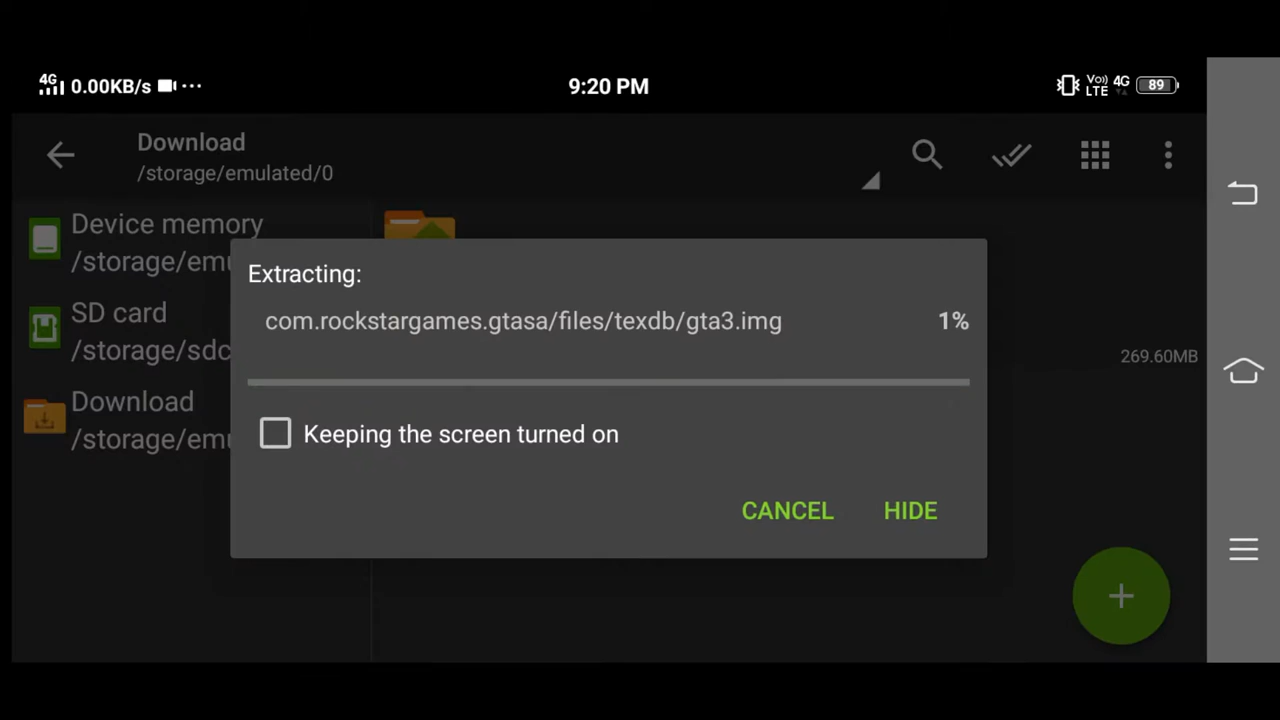 4G 0.00KB/s ... 9:20 PM Vo) LTE 4G 89
Download
/storage/emulated/0
Device memory
/storage/emu
SD card
/storage/sdc
Download
/storage/emu
Extracting:
com.rockstargames.gtasa/files/texdb/gta3.img 1%
Keeping the screen turned on
CANCEL HIDE
269.60MB